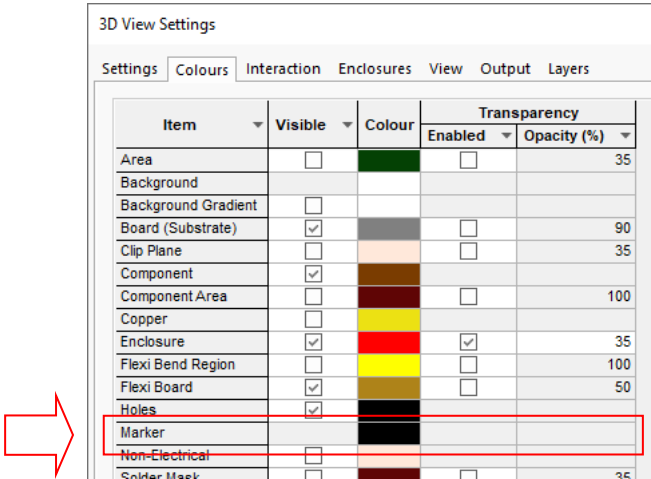 3D View Settings
Settings Colours Interaction Enclosures View Output Layers
Item Visible Colour Transparency
Enabled Opacity (%)
Area 35
Background
Background Gradient
Board (Substrate) 90
Clip Plane 35
Component
Component Area 100
Copper
Enclosure 35
Flexi Bend Region 100
Flexi Board 50
Holes
Marker
Non-Electrical
Solder Mask 35